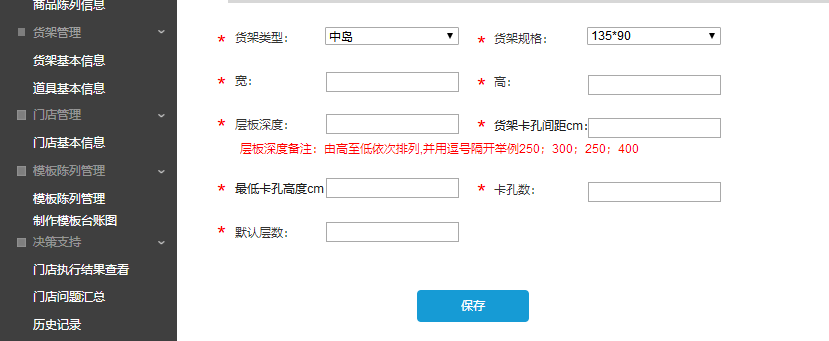 商品陈列信息
货架管理
货架基本信息
道具基本信息
门店管理
门店基本信息
模板陈列管理
模板陈列管理
制作模板台账图
决策支持
门店执行结果查看
门店问题汇总
历史记录
* 货架类型: 中岛 * 货架规格: 135*90
* 宽: * 高:
* 层板深度: * 货架卡孔间距cm:
层板深度备注：由高至低依次排列,并用逗号隔开举例250；300；250；400
* 最低卡孔高度cm * 卡孔数:
* 默认层数:
保存